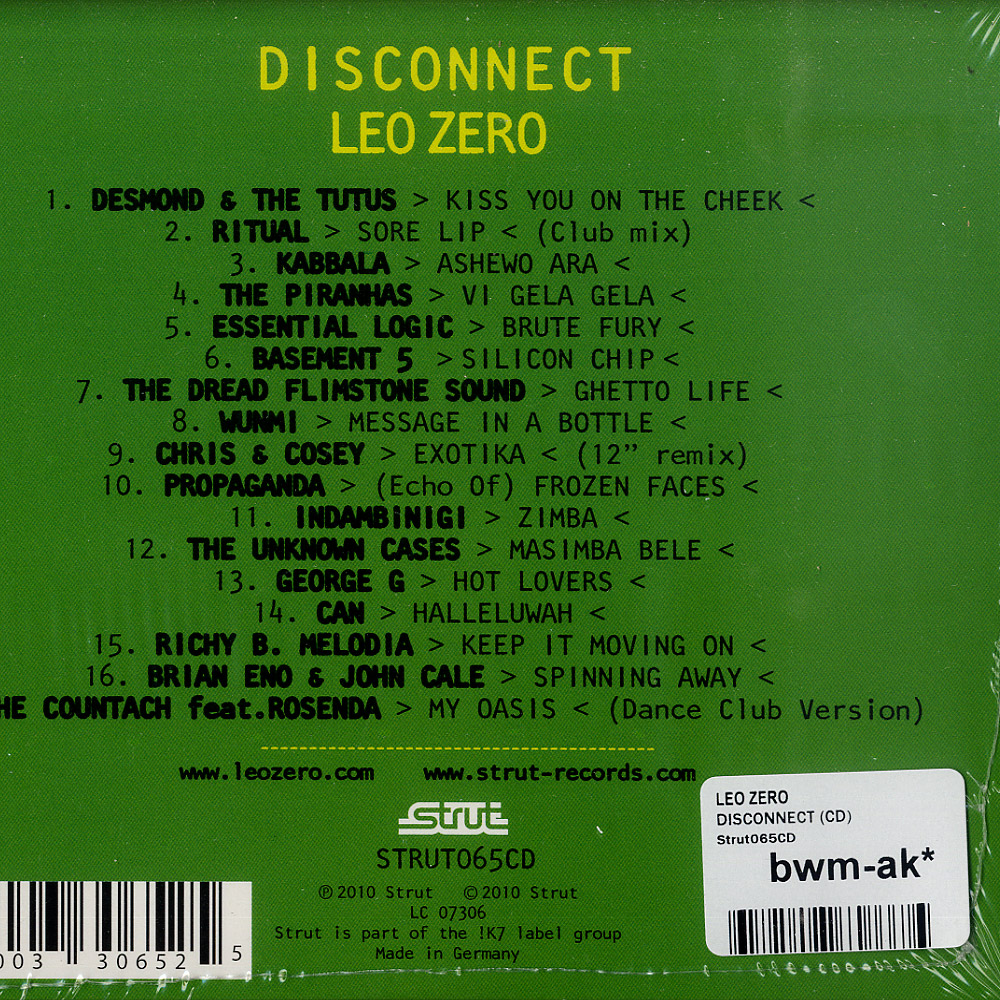 DISCONNECT
LEO ZERO
1. DESMOND & THE TUTUS > KISS YOU ON THE CHEEK <
2. RITUAL > SORE LIP < (Club mix)
3. KABBALA > ASHEWO ARA <
4. THE PIRANHAS > VI GELA GELA <
5. ESSENTIAL LOGIC > BRUTE FURY <
6. BASEMENT 5 > SILICON CHIP <
7. THE DREAD FLIMSTONE SOUND > GHETTO LIFE <
8. WUNMI > MESSAGE IN A BOTTLE <
9. CHRIS & COSEY > EXOTIKA < (12” remix)
10. PROPAGANDA > (Echo Of) FROZEN FACES <
11. INDAMBINIGI > ZIMBA <
12. THE UNKNOWN CASES > MASIMBA BELE <
13. GEORGE G > HOT LOVERS <
14. CAN > HALLELUWAH <
15. RICHY B. MELODIA > KEEP IT MOVING ON <
16. BRIAN ENO & JOHN CALE > SPINNING AWAY <
HE COUNTACH feat.ROSENDA > MY OASIS < (Dance Club Version)
www.leozero.com www.strut-records.com
strut
STRUT065CD
℗ 2010 Strut © 2010 Strut
LC 07306
Strut is part of the !K7 label group
Made in Germany
003 30652 5
LEO ZERO
DISCONNECT (CD)
Strut065CD
bwm-ak*